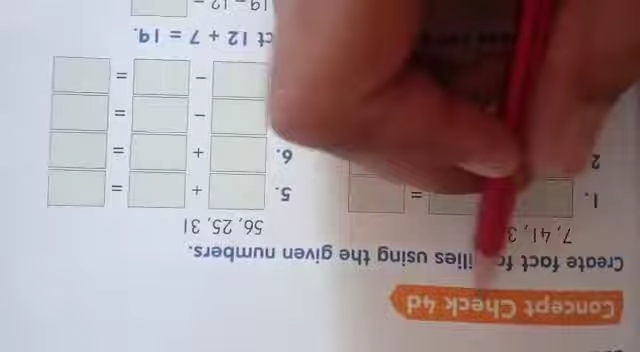 Concept Check 4d
Create fact using the given numbers.
7, 41,
56, 25, 31
1. =
5. + =
2
6. + =
- =
- =
12 + 7 = 19.
19 - 12 =